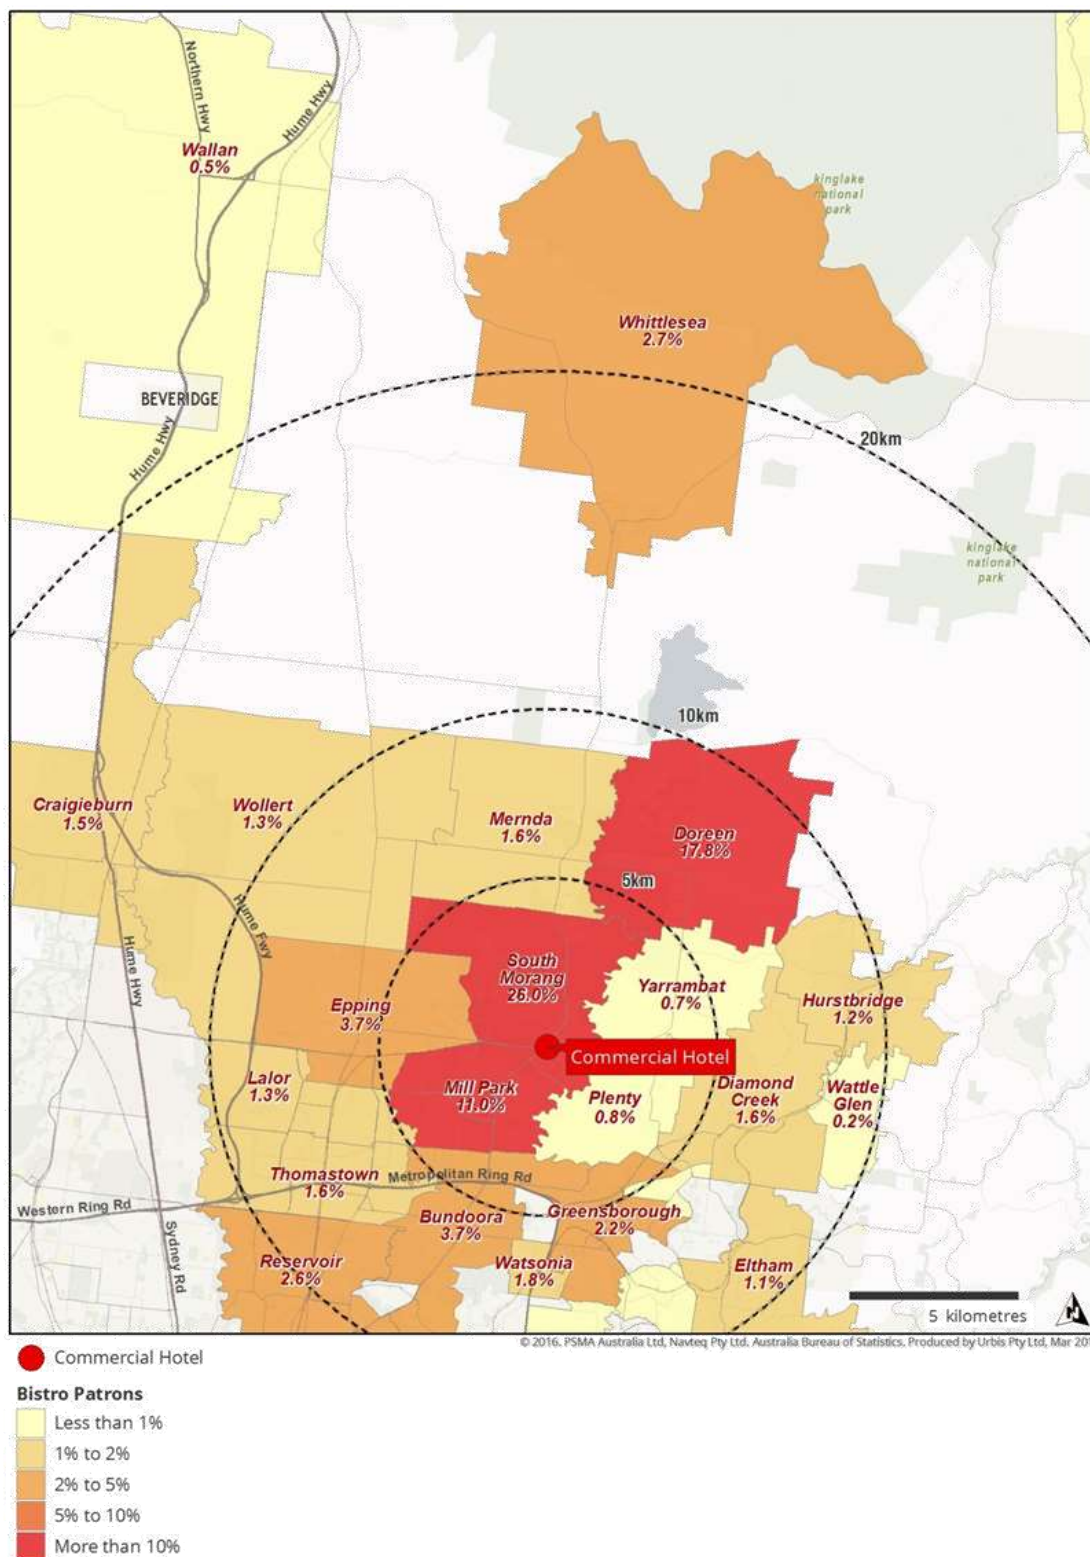 Northern Hwy
Hume Hwy
Wallan
0.5%
kinglake
national
park
Whittlesea
2.7%
BEVERIDGE
Hume Hwy
20km
kinglake
national
park
10km
Craigieburn
1.5%
Wollert
1.3%
Mernda
1.6%
Doreen
17.8%
5km
Hume Fwy
Hume Hwy
South
Morang
26.0%
Yarrambat
0.7%
Hurstbridge
1.2%
Epping
3.7%
Commercial Hotel
Lalor
1.3%
Mill Park
11.0%
Plenty
0.8%
Diamond
Creek
1.6%
Wattle
Glen
0.2%
Thomastown
1.6%
Metropolitan Ring Rd
Western Ring Rd
Sydney Rd
Bundoora
3.7%
Greensborough
2.2%
Reservoir
2.6%
Watsonia
1.8%
Eltham
1.1%
5 kilometres
© 2016. PSMA Australia Ltd, Navteq Pty Ltd. Australia Bureau of Statistics. Produced by Urbis Pty Ltd, Mar 201
Commercial Hotel
Bistro Patrons
Less than 1%
1% to 2%
2% to 5%
5% to 10%
More than 10%